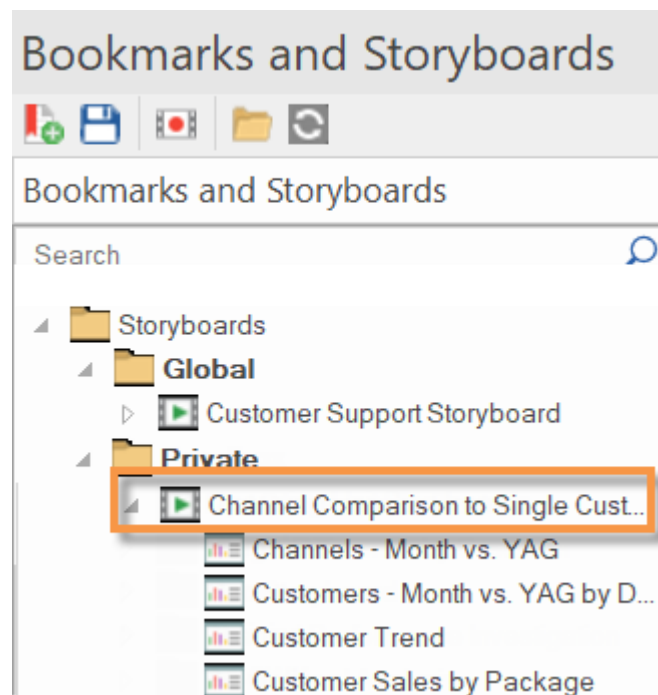 Bookmarks and Storyboards
Bookmarks and Storyboards
Search
Storyboards
Global
Customer Support Storyboard
Private
Channel Comparison to Single Cust...
Channels - Month vs. YAG
Customers - Month vs. YAG by D...
Customer Trend
Customer Sales by Package